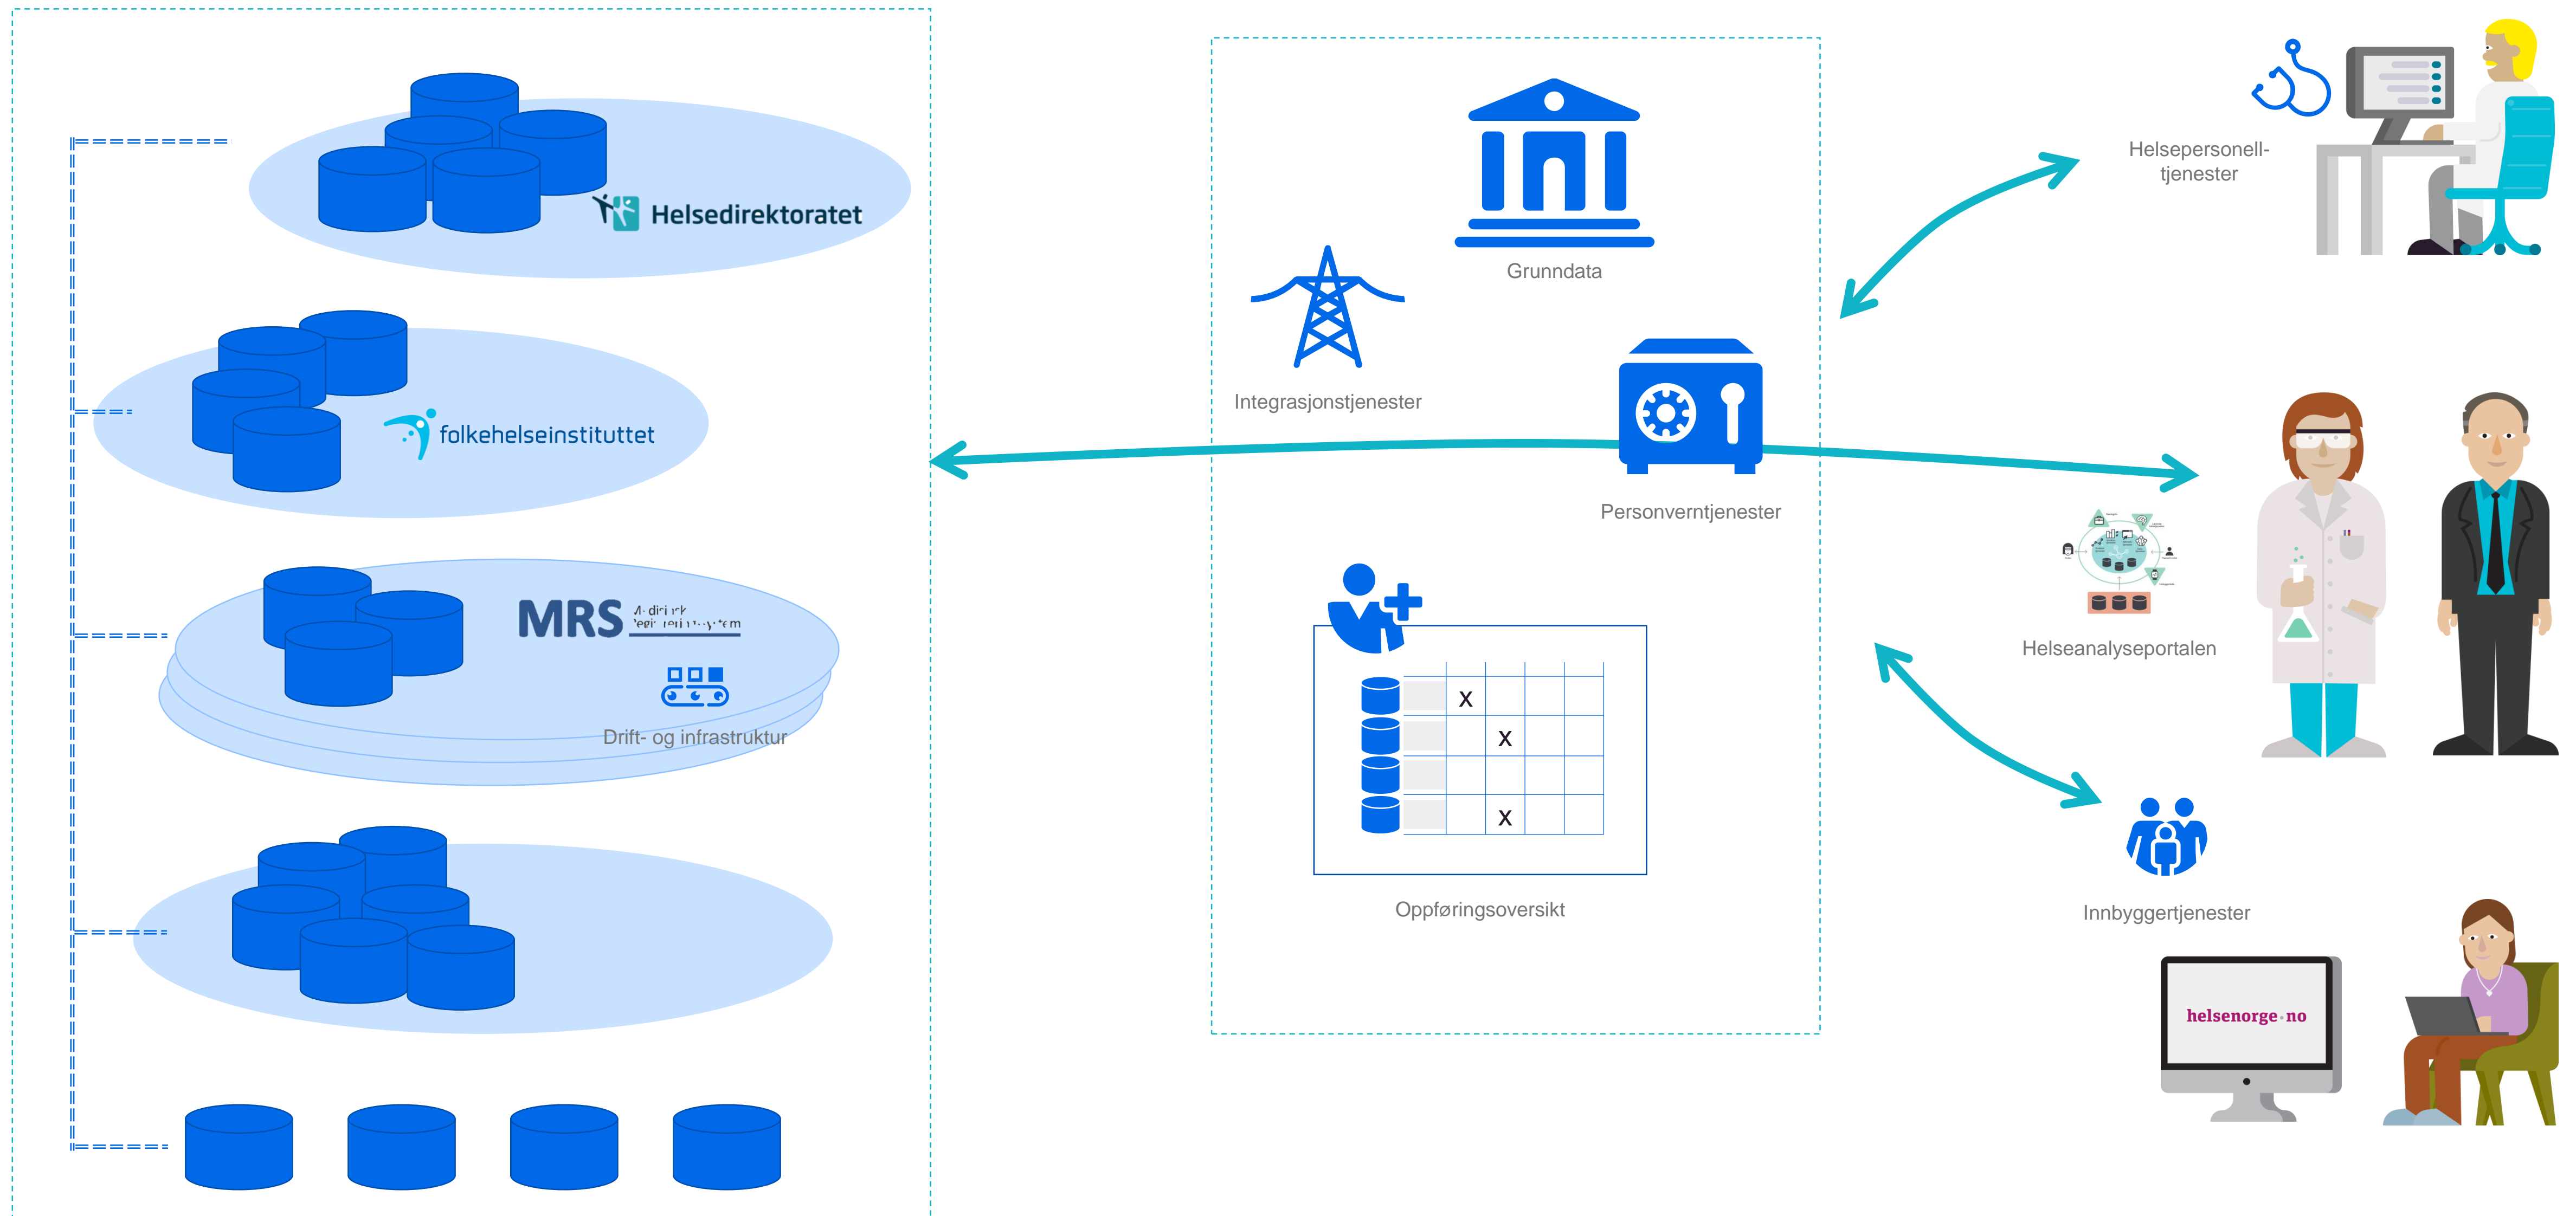 Helsedirektoratet
folkehelseinstituttet
MRS
Drift- og infrastruktur
Grunndata
Integrasjonstjenester
Personverntjenester
x
x
x
Oppføringsoversikt
Helsepersonell-
tjenester
Helseanalyseportalen
Innbyggertjenester
helsenorge.no